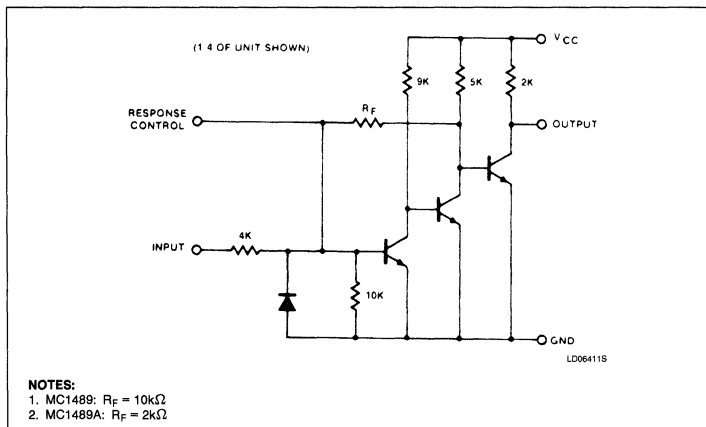 (1 4 OF UNIT SHOWN)
VCC
9K
5K
2K
RESPONSE
CONTROL
RF
OUTPUT
INPUT
4K
10K
GND
LD06411S
NOTES:
1. MC1489: RF = 10kΩ
2. MC1489A: RF = 2kΩ